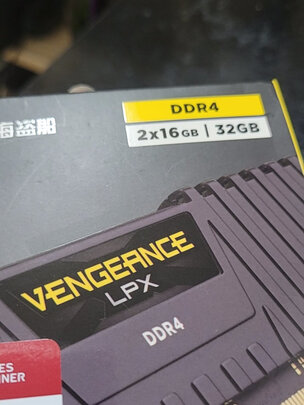 海盗船
DDR4
2x16GB | 32GB
VENGEANCE
LPX
DDR4